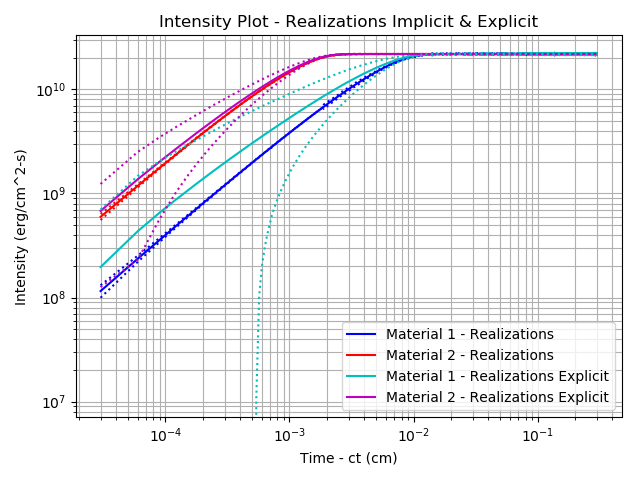 Intensity Plot - Realizations Implicit & Explicit
Intensity (erg/cm^2-s)
10^10
10^9
10^8
10^7
Material 1 - Realizations
Material 2 - Realizations
Material 1 - Realizations Explicit
Material 2 - Realizations Explicit
10^−4 10^−3 10^−2 10^−1
Time - ct (cm)